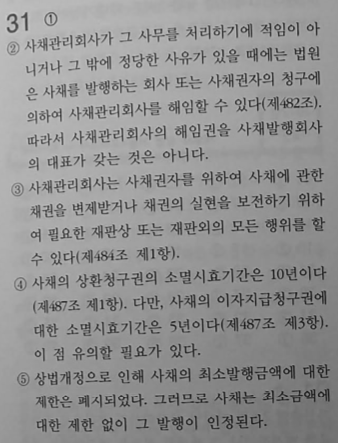 31 ①
② 사채관리회사가 그 사무를 처리하기에 적임이 아
니거나 그 밖에 정당한 사유가 있을 때에는 법원
은 사채를 발행하는 회사 또는 사채권자의 청구에
의하여 사채관리회사를 해임할 수 있다(제482조).
따라서 사채관리회사의 해임권을 사채발행회사
의 대표가 갖는 것은 아니다.
③ 사채관리회사는 사채권자를 위하여 사채에 관한
채권을 변제받거나 채권의 실현을 보전하기 위하
여 필요한 재판상 또는 재판외의 모든 행위를 할
수 있다(제484조 제1항).
④ 사채의 상환청구권의 소멸시효기간은 10년이다
(제487조 제1항). 다만, 사채의 이자지급청구권에
대한 소멸시효기간은 5년이다(제487조 제3항).
이 점 유의할 필요가 있다.
⑤ 상법개정으로 인해 사채의 최소발행금액에 대한
제한은 폐시되었다. 그러므로 사채는 최소금액에
대한 제한 없이 그 발행이 인정된다.